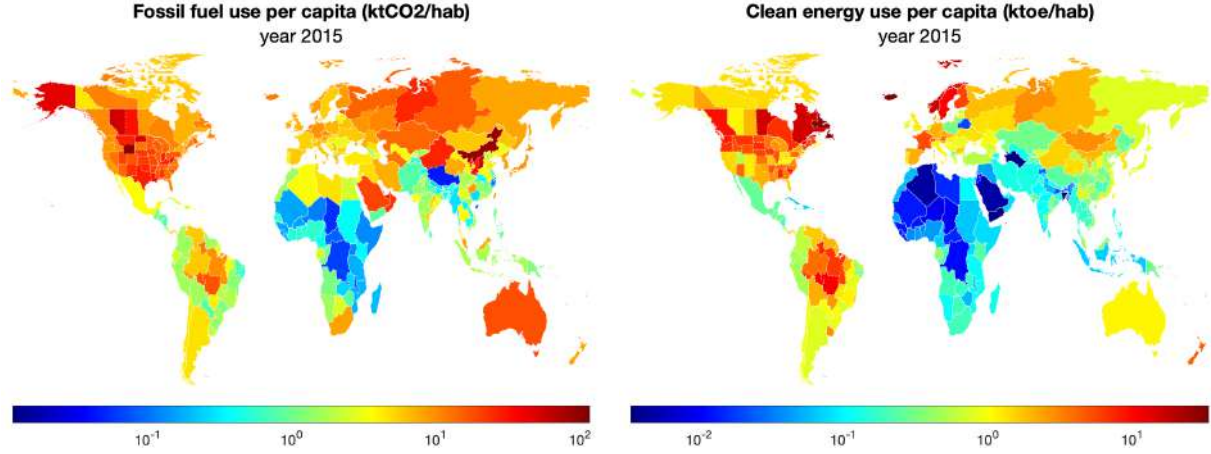 Fossil fuel use per capita (ktCO2/hab)
year 2015
10^-1
10^0
10^1
10^2
Clean energy use per capita (ktoe/hab)
year 2015
10^-2
10^-1
10^0
10^1